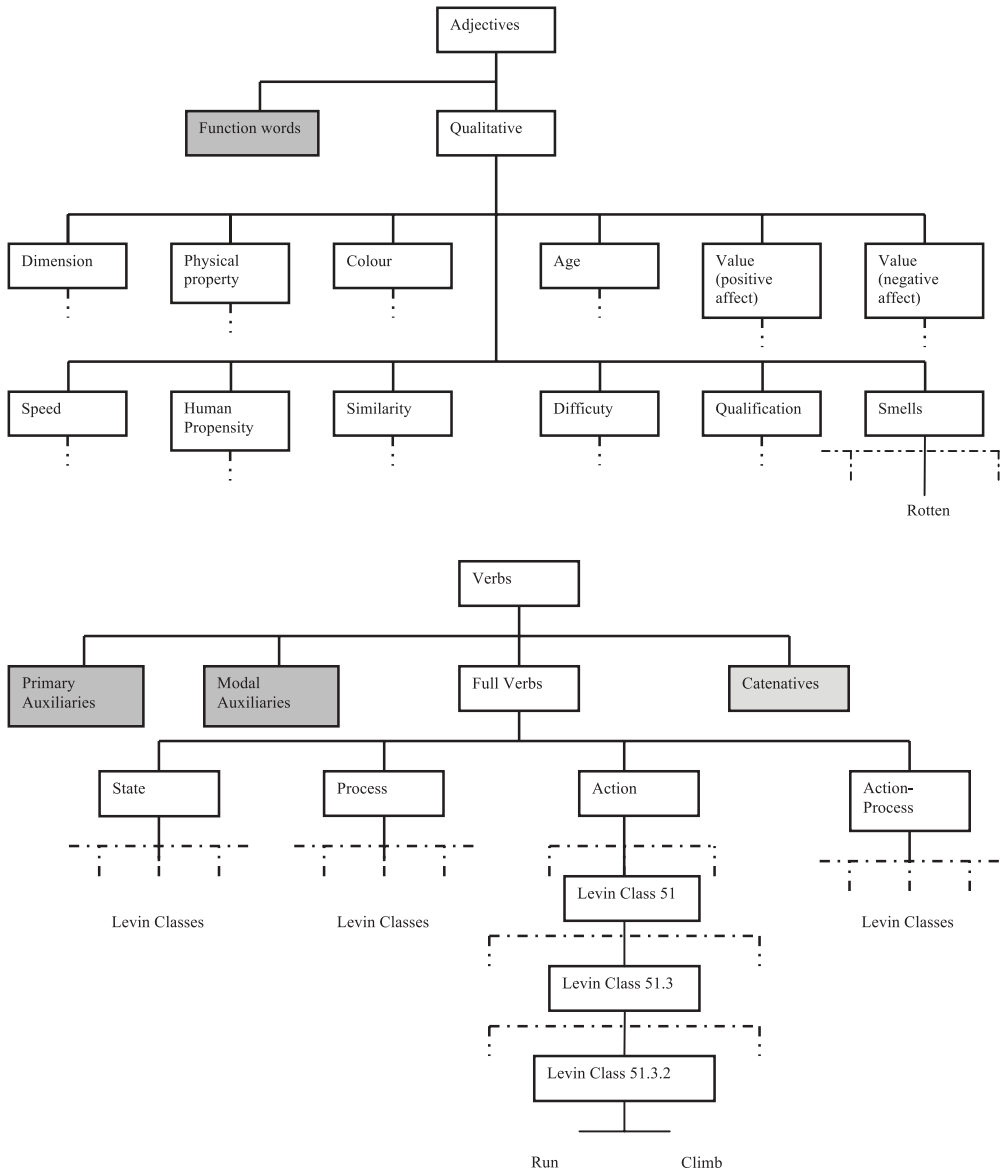 Adjectives
Function words
Qualitative
Dimension
Physical
property
Colour
Age
Value
(positive
affect)
Value
(negative
affect)
Speed
Human
Propensity
Similarity
Difficuty
Qualification
Smells
Rotten
Verbs
Primary
Auxiliaries
Modal
Auxiliaries
Full Verbs
Catenatives
State
Process
Action
Action-
Process
Levin Classes
Levin Classes
Levin Class 51
Levin Classes
Levin Class 51.3
Levin Class 51.3.2
Run
Climb